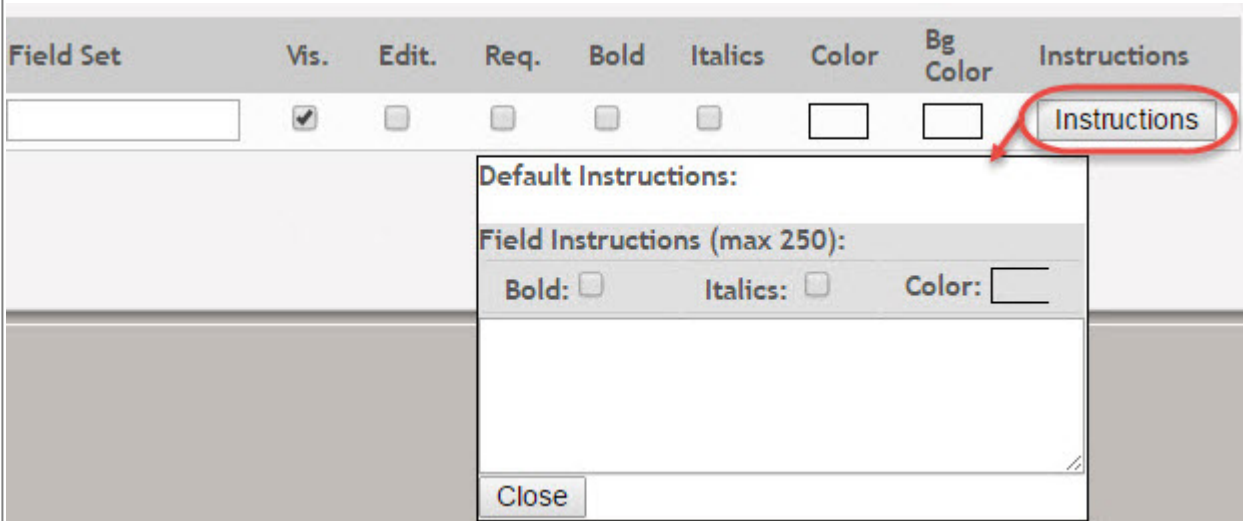 Field Set Vis. Edit. Req. Bold Italics Color Bg Color Instructions
Instructions
Default Instructions:
Field Instructions (max 250):
Bold: Italics: Color:
Close